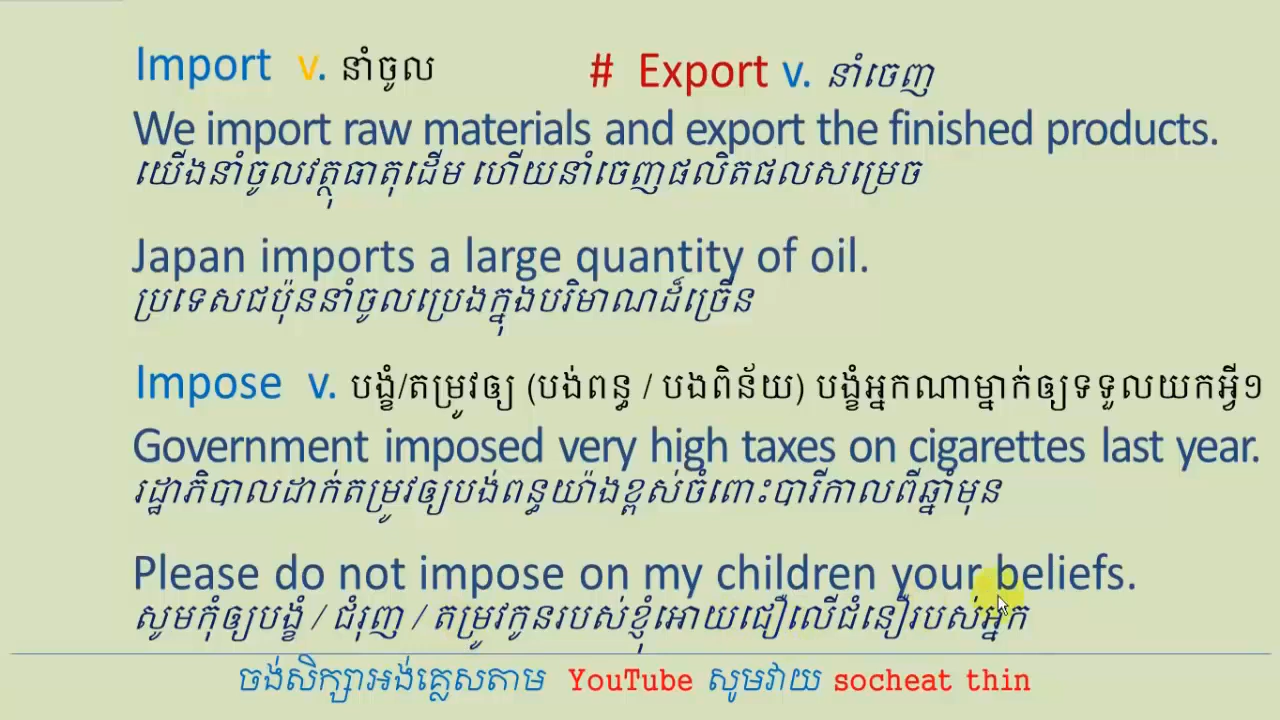 Import v. នាំចូល # Export v. នាំចេញ
We import raw materials and export the finished products.
យើងនាំចូលវត្ថុធាតុដើម ហើយនាំចេញផលិតផលសម្រេច
Japan imports a large quantity of oil.
ប្រទេសជប៉ុននាំចូលប្រេងក្នុងបរិមាណដ៏ច្រើន
Impose v. បង្ខំ/តម្រូវឲ្យ (បង់ពន្ធ / បងពិន័យ) បង្ខំអ្នកណាម្នាក់ឲ្យទទួលយកអ្វី១
Government imposed very high taxes on cigarettes last year.
រដ្ឋាភិបាលដាក់តម្រូវឲ្យបង់ពន្ធយ៉ាងខ្ពស់ចំពោះបារីកាលពីឆ្នាំមុន
Please do not impose on my children your beliefs.
សូមកុំឲ្យបង្ខំ / ជំរុញ / តម្រូវកូនរបស់ខ្ញុំអោយជឿលើជំនឿរបស់អ្នក
ចង់សិក្សាអង់គ្លេសតាម YouTube សូមវាយ socheat thin